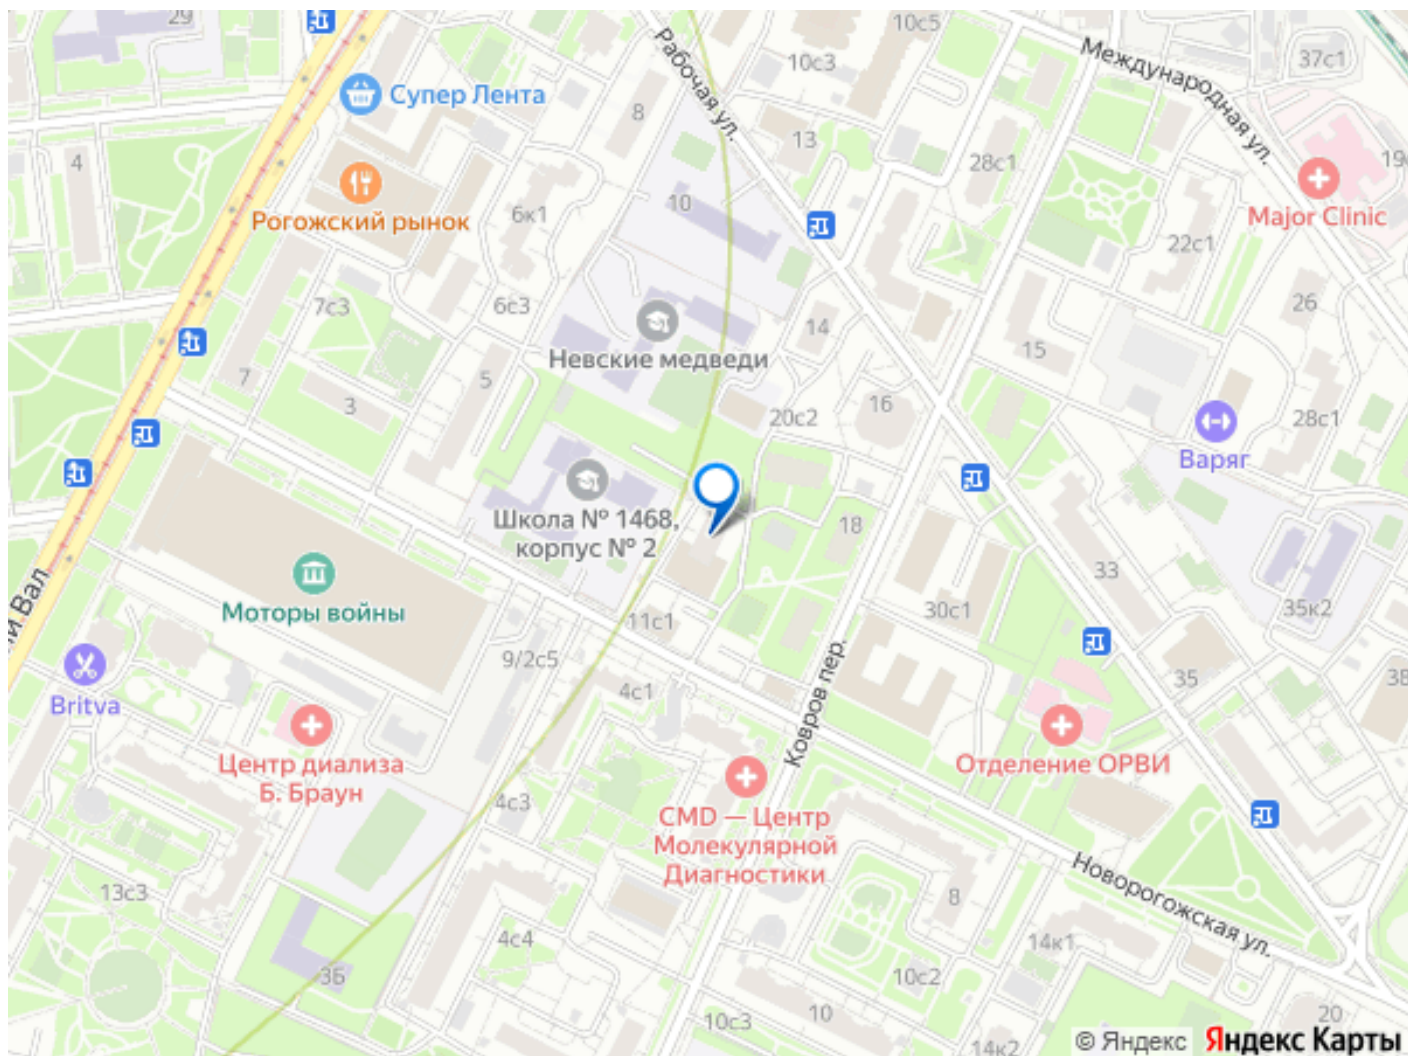 29
10с5
Международная ул.
37с1
Рабочая ул.
10с3
Супер Лента
8
13
4
28с1
Рогожский рынок
6к1
10
Major Clinic
22с1
7с3
6с3
26
14
Невские медведи
15
7
5
3
16
20с2
28с1
Варяг
Школа № 1468,
корпус № 2
18
33
Моторы войны
11с1
30с1
35к2
Вал
9/2с5
Britva
4с1
35
Ковров пер.
Центр диализа
Б. Браун
Отделение ОРВИ
4с3
CMD — Центр
Молекулярной
Диагностики
Новорогожская ул.
13с3
8
4с4
14к1
3Б
10с2
10с3
10
14к2
20
© Яндекс
Яндекс Карты